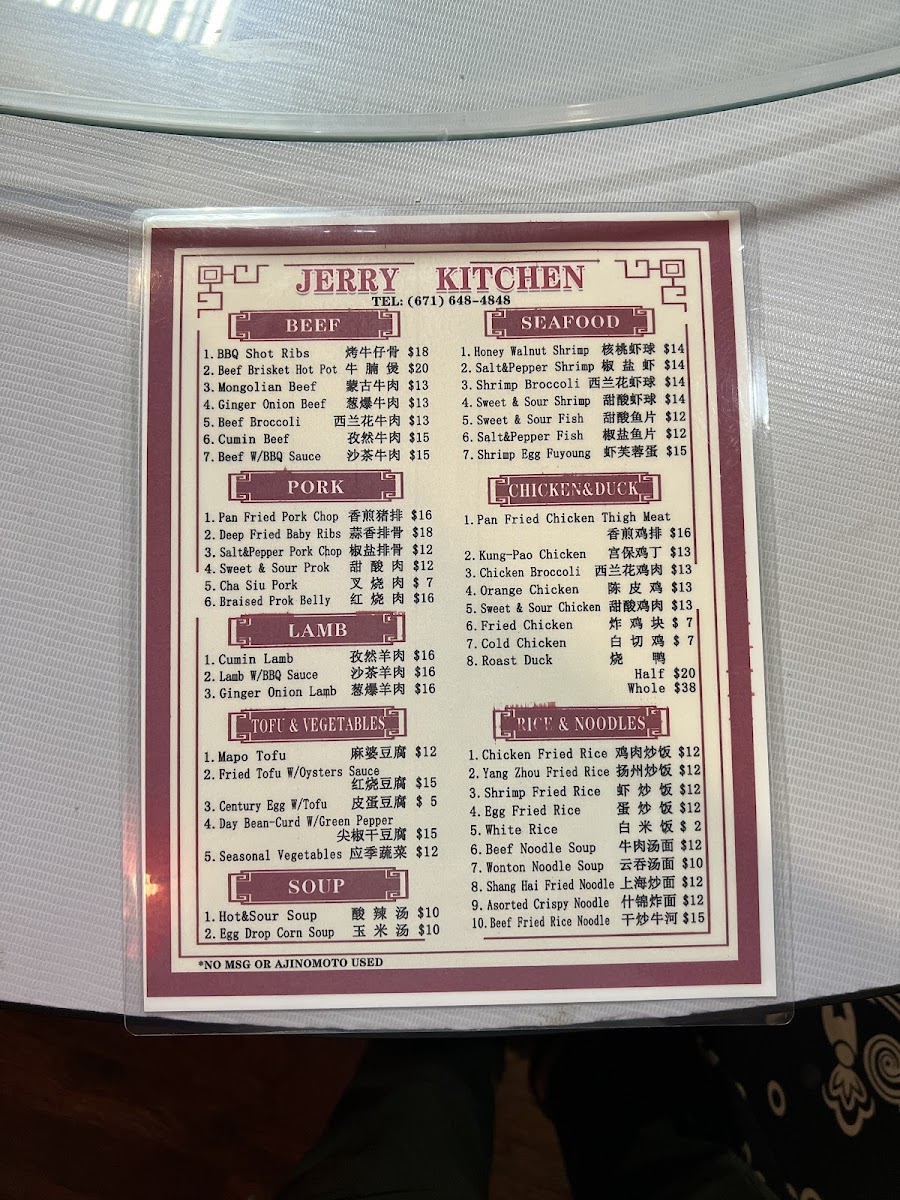 JERRY KITCHEN
TEL: (671) 648-4848
BEEF
1. BBQ Shot Ribs 烤牛仔骨 $18
2. Beef Brisket Hot Pot 牛腩煲 $20
3. Mongolian Beef 蒙古牛肉 $13
4. Ginger Onion Beef 葱爆牛肉 $13
5. Beef Broccoli 西兰花牛肉 $13
6. Cumin Beef 孜然牛肉 $15
7. Beef W/BBQ Sauce 沙茶牛肉 $15
PORK
1. Pan Fried Pork Chop 香煎猪排 $16
2. Deep Fried Baby Ribs 蒜香排骨 $18
3. Salt&Pepper Pork Chop 椒盐排骨 $12
4. Sweet & Sour Prok 甜酸肉 $12
5. Cha Siu Pork 叉烧肉 $ 7
6. Braised Prok Belly 红烧肉 $16
LAMB
1. Cumin Lamb 孜然羊肉 $16
2. Lamb W/BBQ Sauce 沙茶羊肉 $16
3. Ginger Onion Lamb 葱爆羊肉 $16
TOFU & VEGETABLES
1. Mapo Tofu 麻婆豆腐 $12
2. Fried Tofu W/Oysters Sauce
红烧豆腐 $15
3. Century Egg W/Tofu 皮蛋豆腐 $ 5
4. Day Bean-Curd W/Green Pepper
尖椒干豆腐 $15
5. Seasonal Vegetables 应季蔬菜 $12
SOUP
1. Hot&Sour Soup 酸辣汤 $10
2. Egg Drop Corn Soup 玉米汤 $10
*NO MSG OR AJINOMOTO USED
SEAFOOD
1. Honey Walnut Shrimp 核桃虾球 $14
2. Salt&Pepper Shrimp 椒盐虾 $14
3. Shrimp Broccoli 西兰花虾球 $14
4. Sweet & Sour Shrimp 甜酸虾球 $14
5. Sweet & Sour Fish 甜酸鱼片 $12
6. Salt&Pepper Fish 椒盐鱼片 $12
7. Shrimp Egg Fuyoung 虾芙蓉蛋 $15
CHICKEN&DUCK
1. Pan Fried Chicken Thigh Meat
香煎鸡排 $16
2. Kung-Pao Chicken 宫保鸡丁 $13
3. Chicken Broccoli 西兰花鸡肉 $13
4. Orange Chicken 陈皮鸡 $13
5. Sweet & Sour Chicken 甜酸鸡肉 $13
6. Fried Chicken 炸鸡块 $ 7
7. Cold Chicken 白切鸡 $ 7
8. Roast Duck 烧鸭
Half $20
Whole $38
RICE & NOODLES
1. Chicken Fried Rice 鸡肉炒饭 $12
2. Yang Zhou Fried Rice 扬州炒饭 $12
3. Shrimp Fried Rice 虾炒饭 $12
4. Egg Fried Rice 蛋炒饭 $12
5. White Rice 白米饭 $ 2
6. Beef Noodle Soup 牛肉汤面 $12
7. Wonton Noodle Soup 云吞汤面 $10
8. Shang Hai Fried Noodle 上海炒面 $12
9. Asorted Crispy Noodle 什锦炸面 $12
10. Beef Fried Rice Noodle 干炒牛河 $15